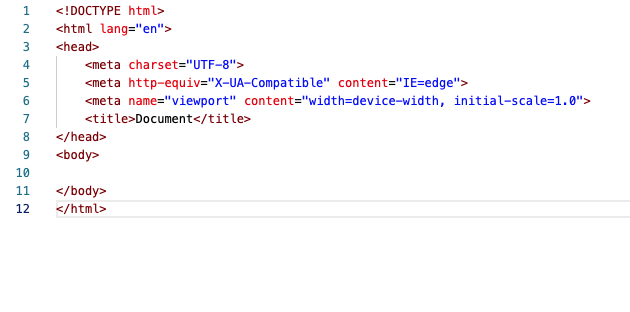 1 <!DOCTYPE html>
2 <html lang="en">
3 <head>
4     <meta charset="UTF-8">
5     <meta http-equiv="X-UA-Compatible" content="IE=edge">
6     <meta name="viewport" content="width=device-width, initial-scale=1.0">
7     <title>Document</title>
8 </head>
9 <body>
10
11 </body>
12 </html>